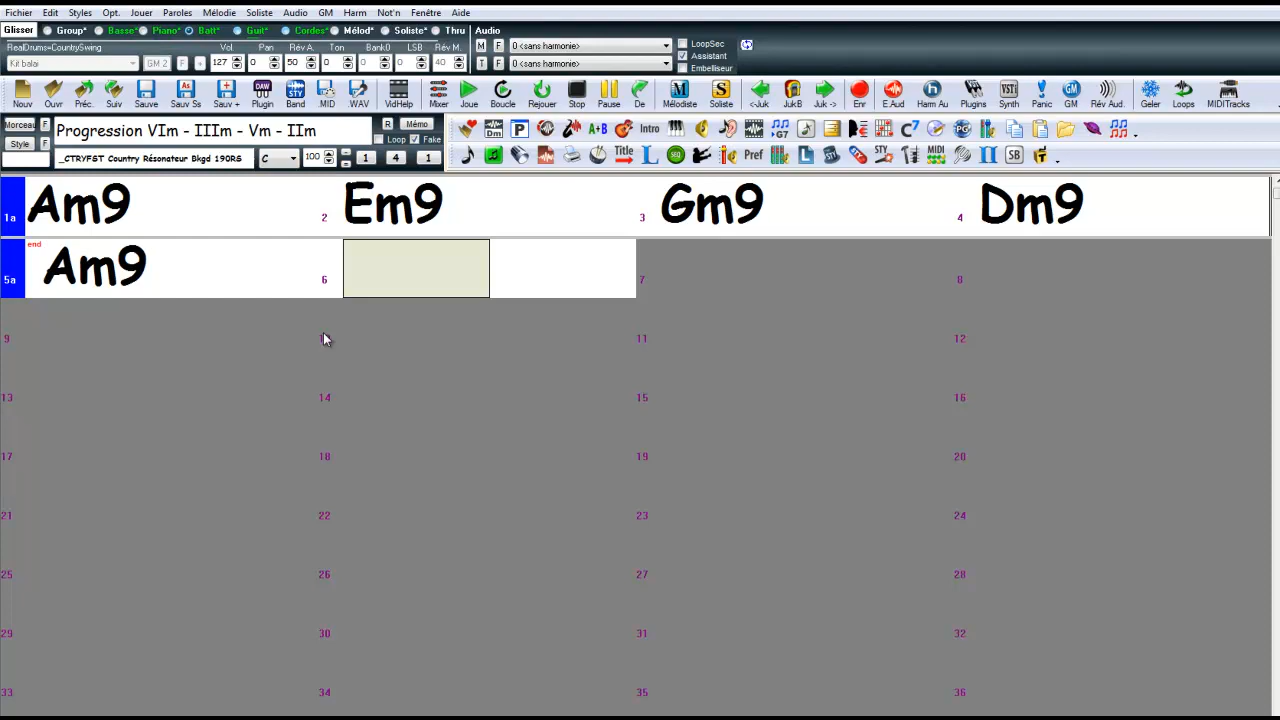 Fichier Edit Styles Opt. Jouer Paroles Mélodie Soliste Audio GM Harm Not'n Fenêtre Aide
Glisser Group* Basse* Piano* Batt* Guit* Cordes* Mélod* Soliste* Thru Audio
RealDrums=CountrySwing Vol Pan Rév A. Ton Bank0 LSB Rév M. M F 0 <sans harmonie> LoopSec
Assistant
Kit balai GM 2 F + 127 0 50 0 0 0 40 T F 0 <sans harmonie> Embelliseur
Nouv Ouvr Préc. Suiv Sauve Sauv Ss Sauv + Plugin Band .MID .WAV VidHelp Mixer Joue Boucle Rejouer Stop Pause De Mélodiste Soliste <-Juk JukB Juk -> Enr E.Aud Harm Au Plugins Synth Panic GM Rév Aud. Geler Loops MIDITracks
Morceau F Progression VIm - IIIm - Vm - IIm R Mémo
Loop Fake
Style F _CTRYFST Country Résonateur Bkgd 190RG C 100 1 4 1
1a Am9 2 Em9 3 Gm9 4 Dm9
end
5a Am9 6 7 8
9 11 12
13 14 15 16
17 18 19 20
21 22 23 24
25 26 27 28
29 30 31 32
33 34 35 36